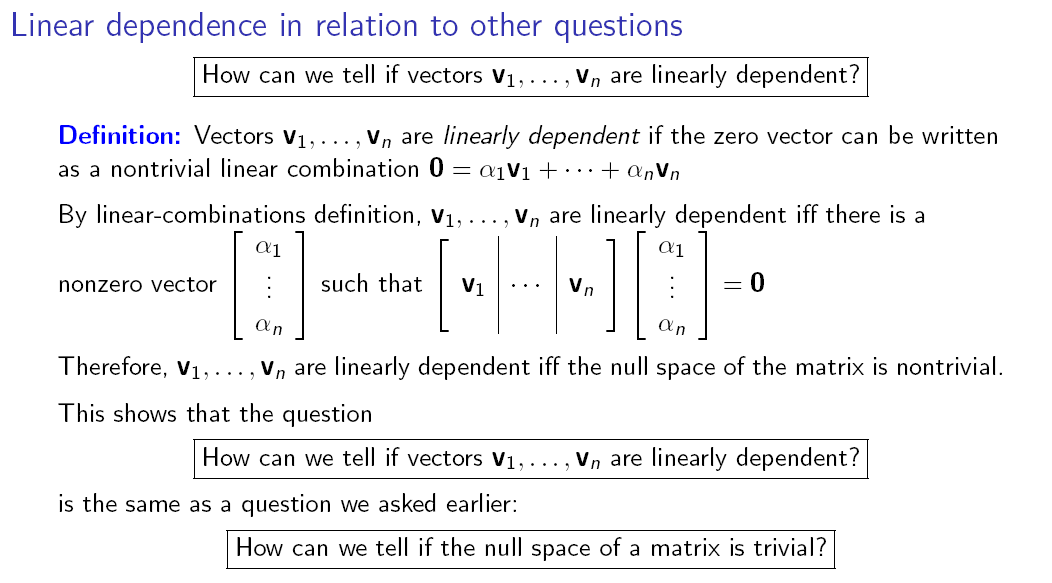 Linear dependence in relation to other questions
How can we tell if vectors v₁, . . . , vₙ are linearly dependent?
Definition: Vectors v₁, . . . , vₙ are linearly dependent if the zero vector can be written
as a nontrivial linear combination 0 = α₁v₁ + · · · + αₙvₙ
By linear-combinations definition, v₁, . . . , vₙ are linearly dependent iff there is a
nonzero vector [ α₁ ⋮ αₙ ] such that [ v₁ | · · · | vₙ ] [ α₁ ⋮ αₙ ] = 0
Therefore, v₁, . . . , vₙ are linearly dependent iff the null space of the matrix is nontrivial.
This shows that the question
How can we tell if vectors v₁, . . . , vₙ are linearly dependent?
is the same as a question we asked earlier:
How can we tell if the null space of a matrix is trivial?